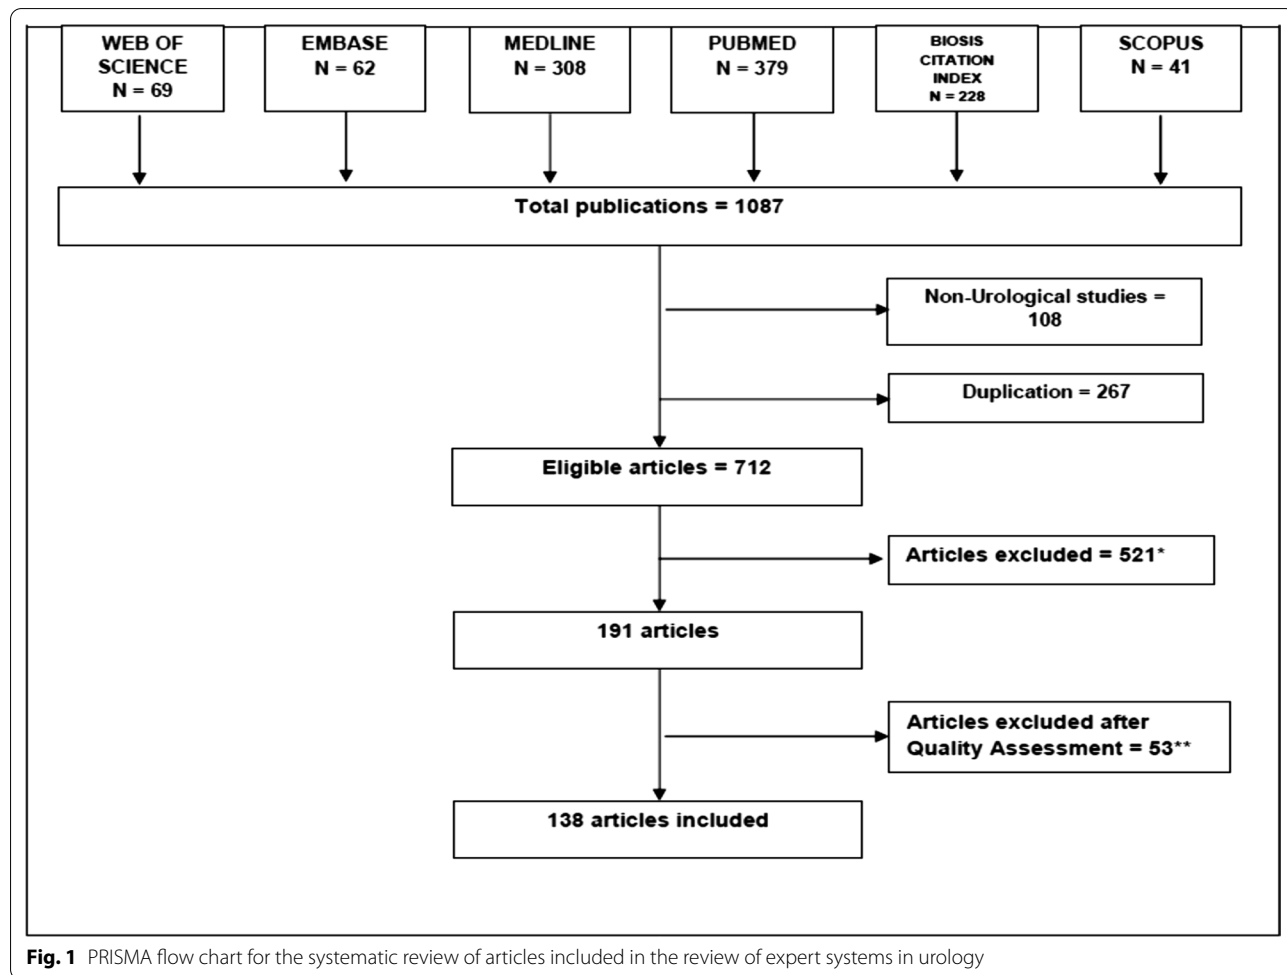 WEB OF
SCIENCE
N = 69
EMBASE
N = 62
MEDLINE
N = 308
PUBMED
N = 379
BIOSIS
CITATION
INDEX
N = 228
SCOPUS
N = 41
Total publications = 1087
Non-Urological studies =
108
Duplication = 267
Eligible articles = 712
Articles excluded = 521*
191 articles
Articles excluded after
Quality Assessment = 53**
138 articles included
Fig. 1 PRISMA flow chart for the systematic review of articles included in the review of expert systems in urology